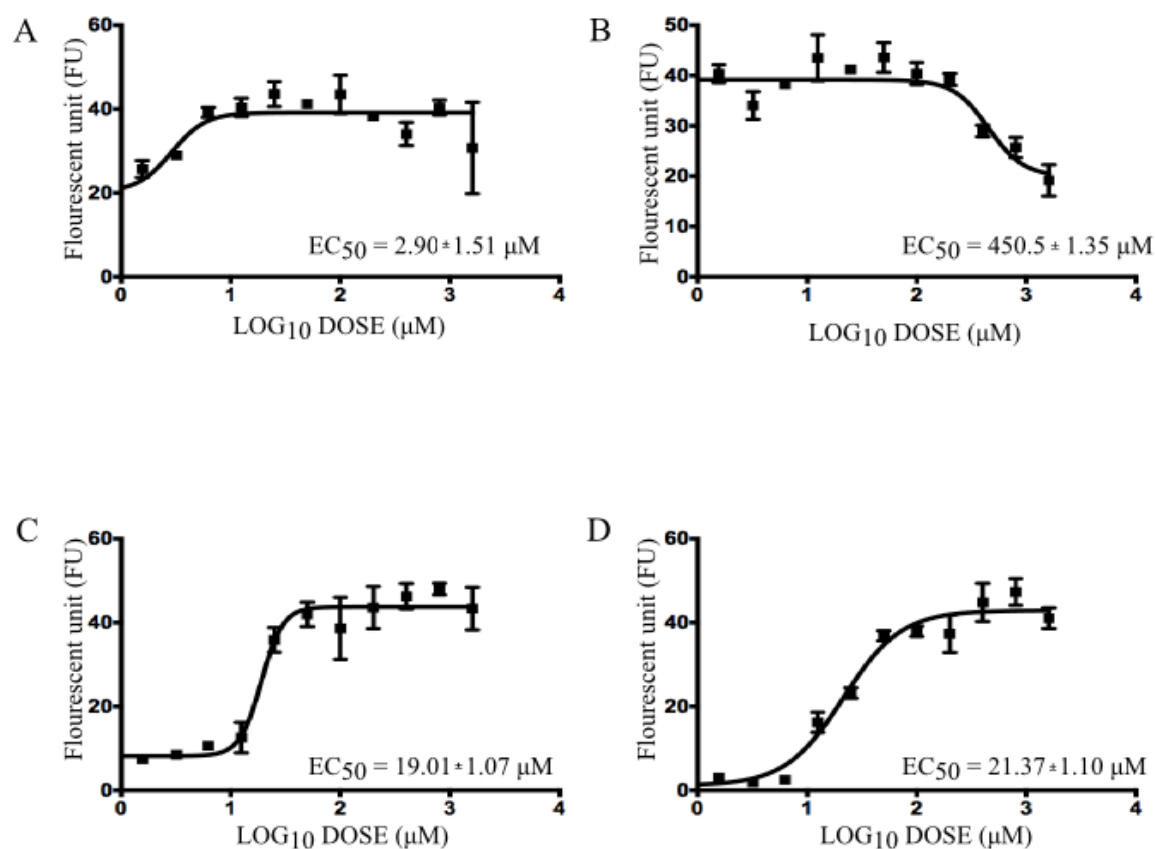 A
Flourescent unit (FU)
60
40
20
0
0 1 2 3 4
EC50 = 2.90 ± 1.51 μM
LOG10 DOSE (μM)
B
Flourescent unit (FU)
50
40
30
20
10
0
0 1 2 3 4
EC50 = 450.5 ± 1.35 μM
LOG10 DOSE (μM)
C
Flourescent unit (FU)
60
40
20
0
0 1 2 3 4
EC50 = 19.01 ± 1.07 μM
LOG10 DOSE (μM)
D
Flourescent unit (FU)
60
40
20
0
0 1 2 3 4
EC50 = 21.37 ± 1.10 μM
LOG10 DOSE (μM)